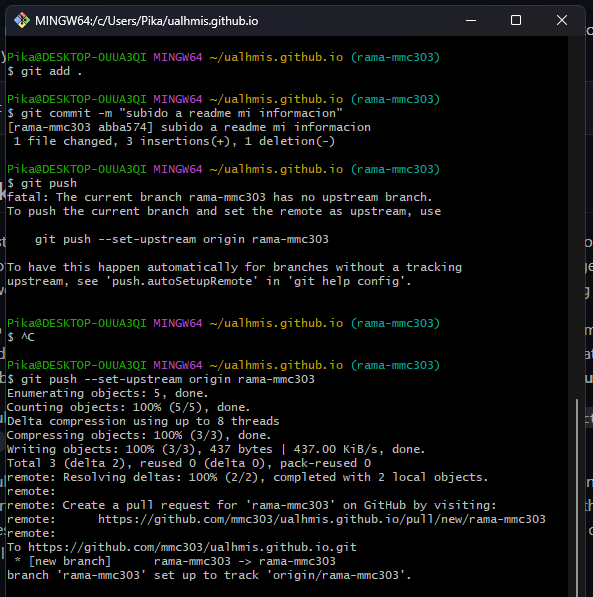 MINGW64:/c/Users/Pika/ualhmis.github.io
Pika@DESKTOP-OUUA3QI MINGW64 ~/ualhmis.github.io (rama-mmc303)
$ git add .
Pika@DESKTOP-OUUA3QI MINGW64 ~/ualhmis.github.io (rama-mmc303)
$ git commit -m "subido a readme mi informacion"
[rama-mmc303 abba574] subido a readme mi informacion
1 file changed, 3 insertions(+), 1 deletion(-)
Pika@DESKTOP-OUUA3QI MINGW64 ~/ualhmis.github.io (rama-mmc303)
$ git push
fatal: The current branch rama-mmc303 has no upstream branch.
To push the current branch and set the remote as upstream, use
git push --set-upstream origin rama-mmc303
To have this happen automatically for branches without a tracking
upstream, see 'push.autoSetupRemote' in 'git help config'.
Pika@DESKTOP-OUUA3QI MINGW64 ~/ualhmis.github.io (rama-mmc303)
$ ^C
Pika@DESKTOP-OUUA3QI MINGW64 ~/ualhmis.github.io (rama-mmc303)
$ git push --set-upstream origin rama-mmc303
Enumerating objects: 5, done.
Counting objects: 100% (5/5), done.
Delta compression using up to 8 threads
Compressing objects: 100% (3/3), done.
Writing objects: 100% (3/3), 437 bytes | 437.00 KiB/s, done.
Total 3 (delta 2), reused 0 (delta 0), pack-reused 0
remote: Resolving deltas: 100% (2/2), completed with 2 local objects.
remote:
remote: Create a pull request for 'rama-mmc303' on GitHub by visiting:
remote:      https://github.com/mmc303/ualhmis.github.io/pull/new/rama-mmc303
remote:
To https://github.com/mmc303/ualhmis.github.io.git
* [new branch]      rama-mmc303 -> rama-mmc303
branch 'rama-mmc303' set up to track 'origin/rama-mmc303'.